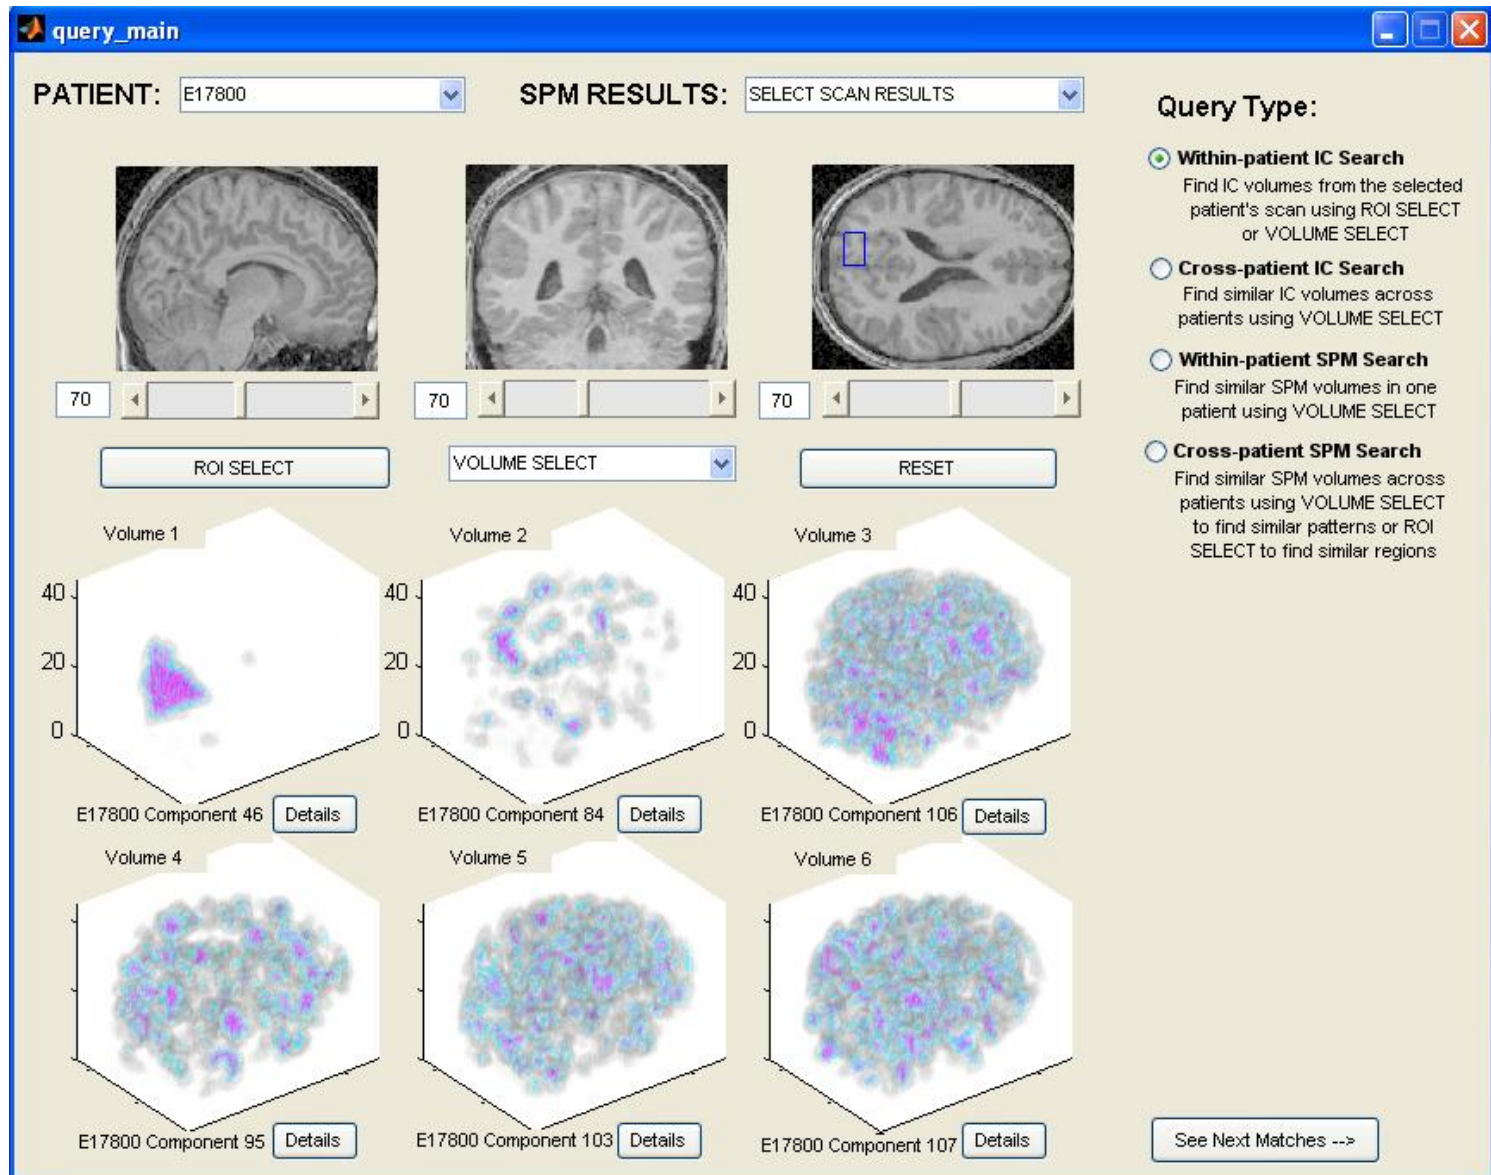 query_main
PATIENT: E17800 SPM RESULTS: SELECT SCAN RESULTS
70 70 70
ROI SELECT VOLUME SELECT RESET
Volume 1 Volume 2 Volume 3
40 40 40
20 20 20
0 0 0
E17800 Component 46 Details E17800 Component 84 Details E17800 Component 106 Details
Volume 4 Volume 5 Volume 6
E17800 Component 95 Details E17800 Component 103 Details E17800 Component 107 Details
Query Type:
Within-patient IC Search
Find IC volumes from the selected
patient's scan using ROI SELECT
or VOLUME SELECT
Cross-patient IC Search
Find similar IC volumes across
patients using VOLUME SELECT
Within-patient SPM Search
Find similar SPM volumes in one
patient using VOLUME SELECT
Cross-patient SPM Search
Find similar SPM volumes across
patients using VOLUME SELECT
to find similar patterns or ROI
SELECT to find similar regions
See Next Matches -->